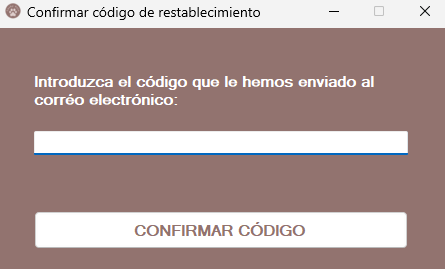 Confirmar código de restablecimiento
Introduzca el código que le hemos enviado al
corréo electrónico:
CONFIRMAR CÓDIGO